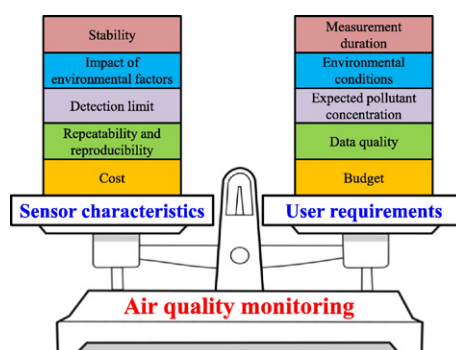 Stability
Impact of
environmental factors
Detection limit
Repeatability and
reproducibility
Cost
Sensor characteristics
Measurement
duration
Environmental
conditions
Expected pollutant
concentration
Data quality
Budget
User requirements
Air quality monitoring